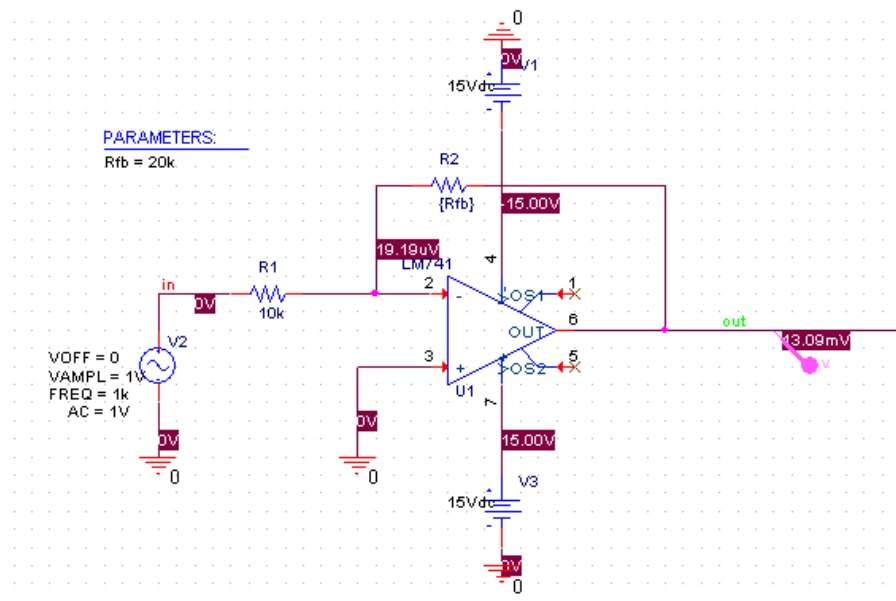 0
0V
V1
15Vdc
PARAMETERS:
Rfb = 20k
R2
{Rfb}
-15.00V
19.19uV
LM741
4
R1
in
2
-
OS1
1
0V
10k
OUT
6
out
V2
43.09mV
v
VOFF = 0
VAMPL = 1V
FREQ = 1k
AC = 1V
3
+
OS2
5
U1
7
0V
0V
15.00V
0
0
V3
15Vdc
0V
0